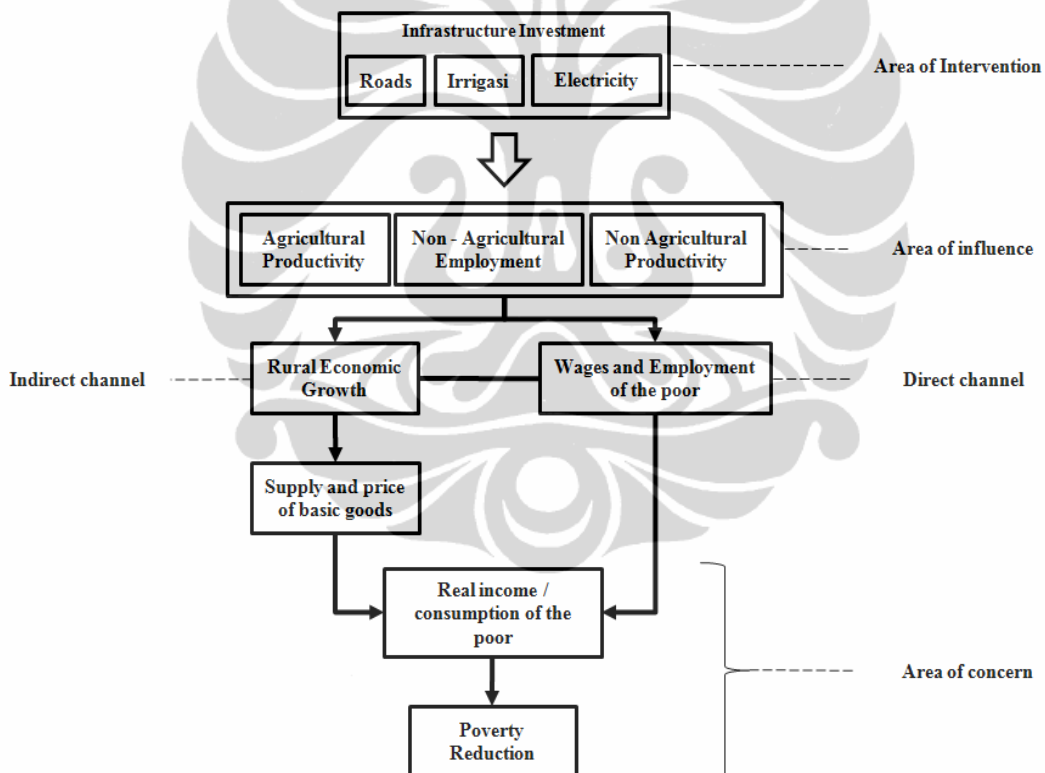 Infrastructure Investment
Roads
Irrigasi
Electricity
Area of Intervention
Agricultural
Productivity
Non - Agricultural
Employment
Non Agricultural
Productivity
Area of influence
Indirect channel
Rural Economic
Growth
Wages and Employment
of the poor
Direct channel
Supply and price
of basic goods
Real income /
consumption of the
poor
Area of concern
Poverty
Reduction